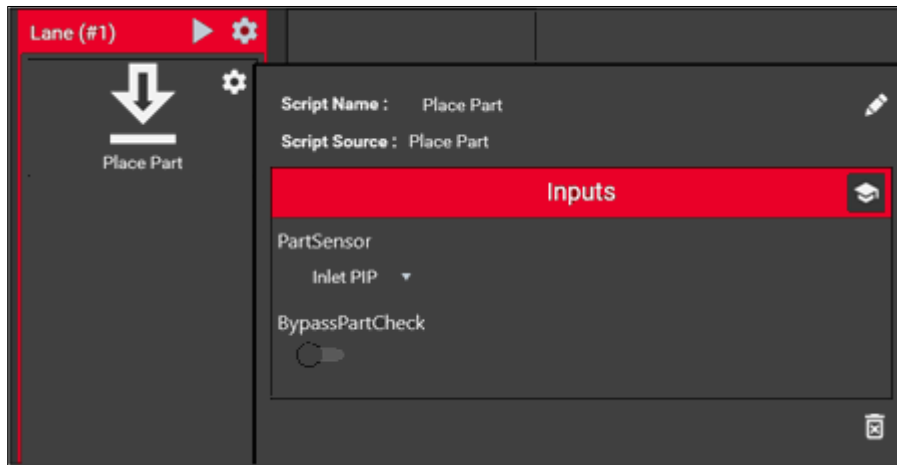 Lane (#1)
Place Part
Script Name : Place Part
Script Source : Place Part
Inputs
PartSensor
Inlet PIP
BypassPartCheck